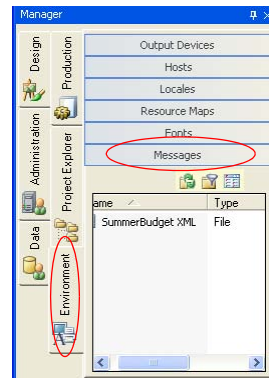 Manager
Design
Production
Administration
Project Explorer
Data
Environment
Output Devices
Hosts
Locales
Resource Maps
Fonts
Messages
ame Type
SummerBudget XML File